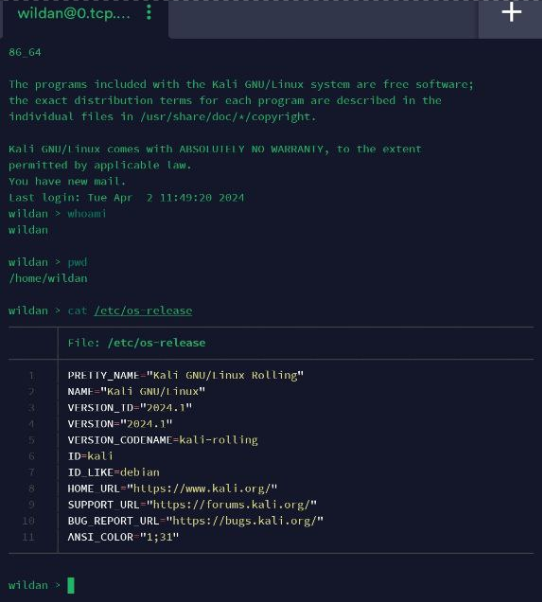 wildan@0.tcp....
86_64
The programs included with the Kali GNU/Linux system are free software;
the exact distribution terms for each program are described in the
individual files in /usr/share/doc/*/copyright.
Kali GNU/Linux comes with ABSOLUTELY NO WARRANTY, to the extent
permitted by applicable law.
You have new mail.
Last login: Tue Apr  2 11:49:20 2024
wildan > whoami
wildan
wildan > pwd
/home/wildan
wildan > cat /etc/os-release
File: /etc/os-release
1 PRETTY_NAME="Kali GNU/Linux Rolling"
2 NAME="Kali GNU/Linux"
3 VERSION_ID="2024.1"
4 VERSION="2024.1"
5 VERSION_CODENAME=kali-rolling
6 ID=kali
7 ID_LIKE=debian
8 HOME_URL="https://www.kali.org/"
9 SUPPORT_URL="https://forums.kali.org/"
10 BUG_REPORT_URL="https://bugs.kali.org/"
11 ANSI_COLOR="1;31"
wildan >